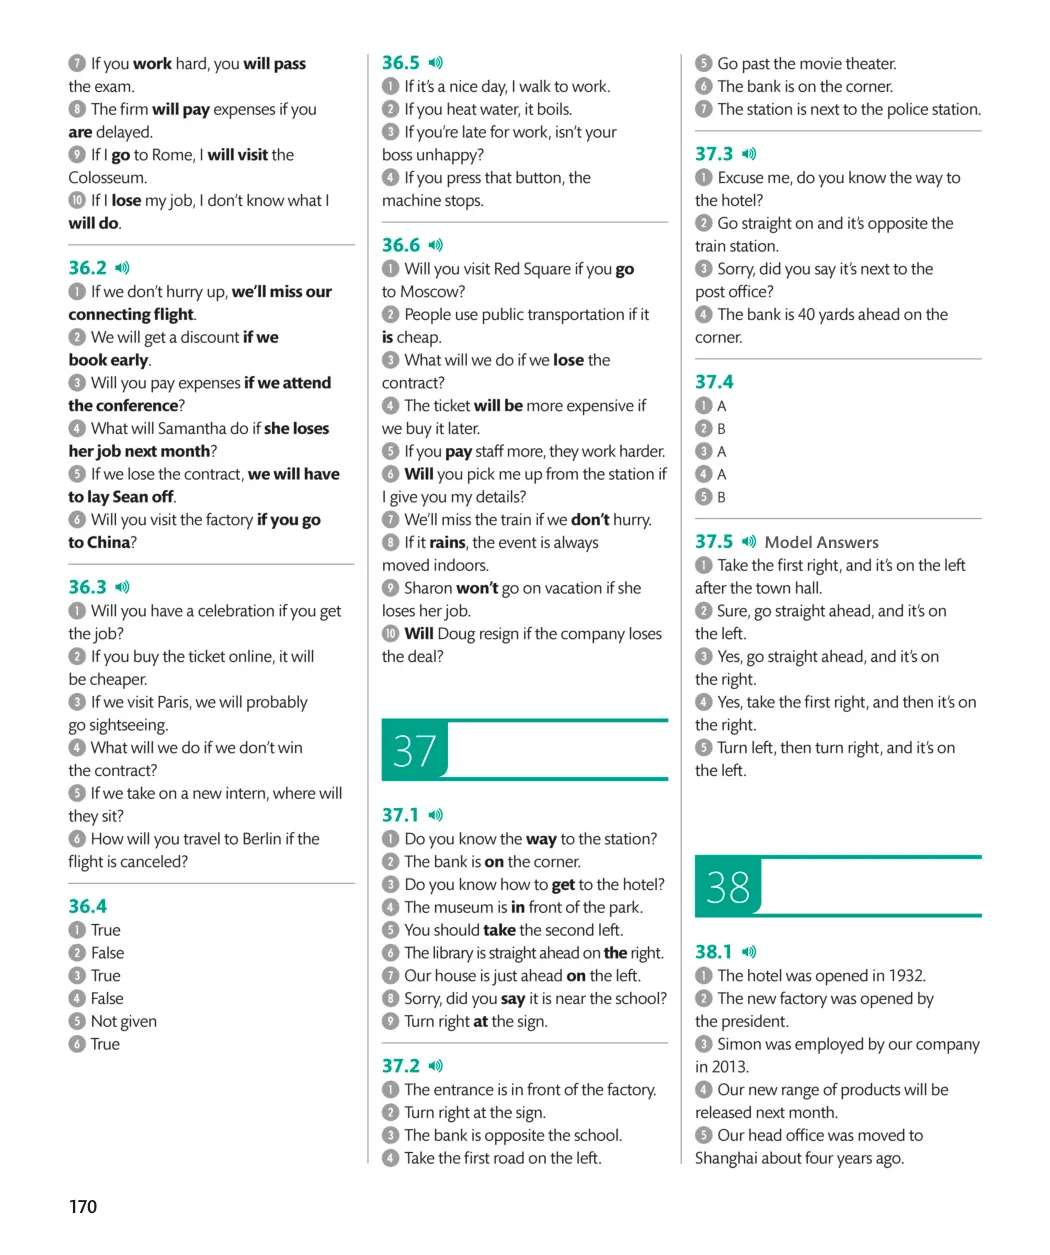 7 If you work hard, you will pass
the exam.
8 The firm will pay expenses if you
are delayed.
9 If I go to Rome, I will visit the
Colosseum.
10 If I lose my job, I don’t know what I
will do.
36.2
1 If we don’t hurry up, we’ll miss our
connecting flight.
2 We will get a discount if we
book early.
3 Will you pay expenses if we attend
the conference?
4 What will Samantha do if she loses
her job next month?
5 If we lose the contract, we will have
to lay Sean off.
6 Will you visit the factory if you go
to China?
36.3
1 Will you have a celebration if you get
the job?
2 If you buy the ticket online, it will
be cheaper.
3 If we visit Paris, we will probably
go sightseeing.
4 What will we do if we don’t win
the contract?
5 If we take on a new intern, where will
they sit?
6 How will you travel to Berlin if the
flight is canceled?
36.4
1 True
2 False
3 True
4 False
5 Not given
6 True
36.5
1 If it’s a nice day, I walk to work.
2 If you heat water, it boils.
3 If you’re late for work, isn’t your
boss unhappy?
4 If you press that button, the
machine stops.
36.6
1 Will you visit Red Square if you go
to Moscow?
2 People use public transportation if it
is cheap.
3 What will we do if we lose the
contract?
4 The ticket will be more expensive if
we buy it later.
5 If you pay staff more, they work harder.
6 Will you pick me up from the station if
I give you my details?
7 We’ll miss the train if we don’t hurry.
8 If it rains, the event is always
moved indoors.
9 Sharon won’t go on vacation if she
loses her job.
10 Will Doug resign if the company loses
the deal?
37
37.1
1 Do you know the way to the station?
2 The bank is on the corner.
3 Do you know how to get to the hotel?
4 The museum is in front of the park.
5 You should take the second left.
6 The library is straight ahead on the right.
7 Our house is just ahead on the left.
8 Sorry, did you say it is near the school?
9 Turn right at the sign.
37.2
1 The entrance is in front of the factory.
2 Turn right at the sign.
3 The bank is opposite the school.
4 Take the first road on the left.
5 Go past the movie theater.
6 The bank is on the corner.
7 The station is next to the police station.
37.3
1 Excuse me, do you know the way to
the hotel?
2 Go straight on and it’s opposite the
train station.
3 Sorry, did you say it’s next to the
post office?
4 The bank is 40 yards ahead on the
corner.
37.4
1 A
2 B
3 A
4 A
5 B
37.5 Model Answers
1 Take the first right, and it’s on the left
after the town hall.
2 Sure, go straight ahead, and it’s on
the left.
3 Yes, go straight ahead, and it’s on
the right.
4 Yes, take the first right, and then it’s on
the right.
5 Turn left, then turn right, and it’s on
the left.
38
38.1
1 The hotel was opened in 1932.
2 The new factory was opened by
the president.
3 Simon was employed by our company
in 2013.
4 Our new range of products will be
released next month.
5 Our head office was moved to
Shanghai about four years ago.
170